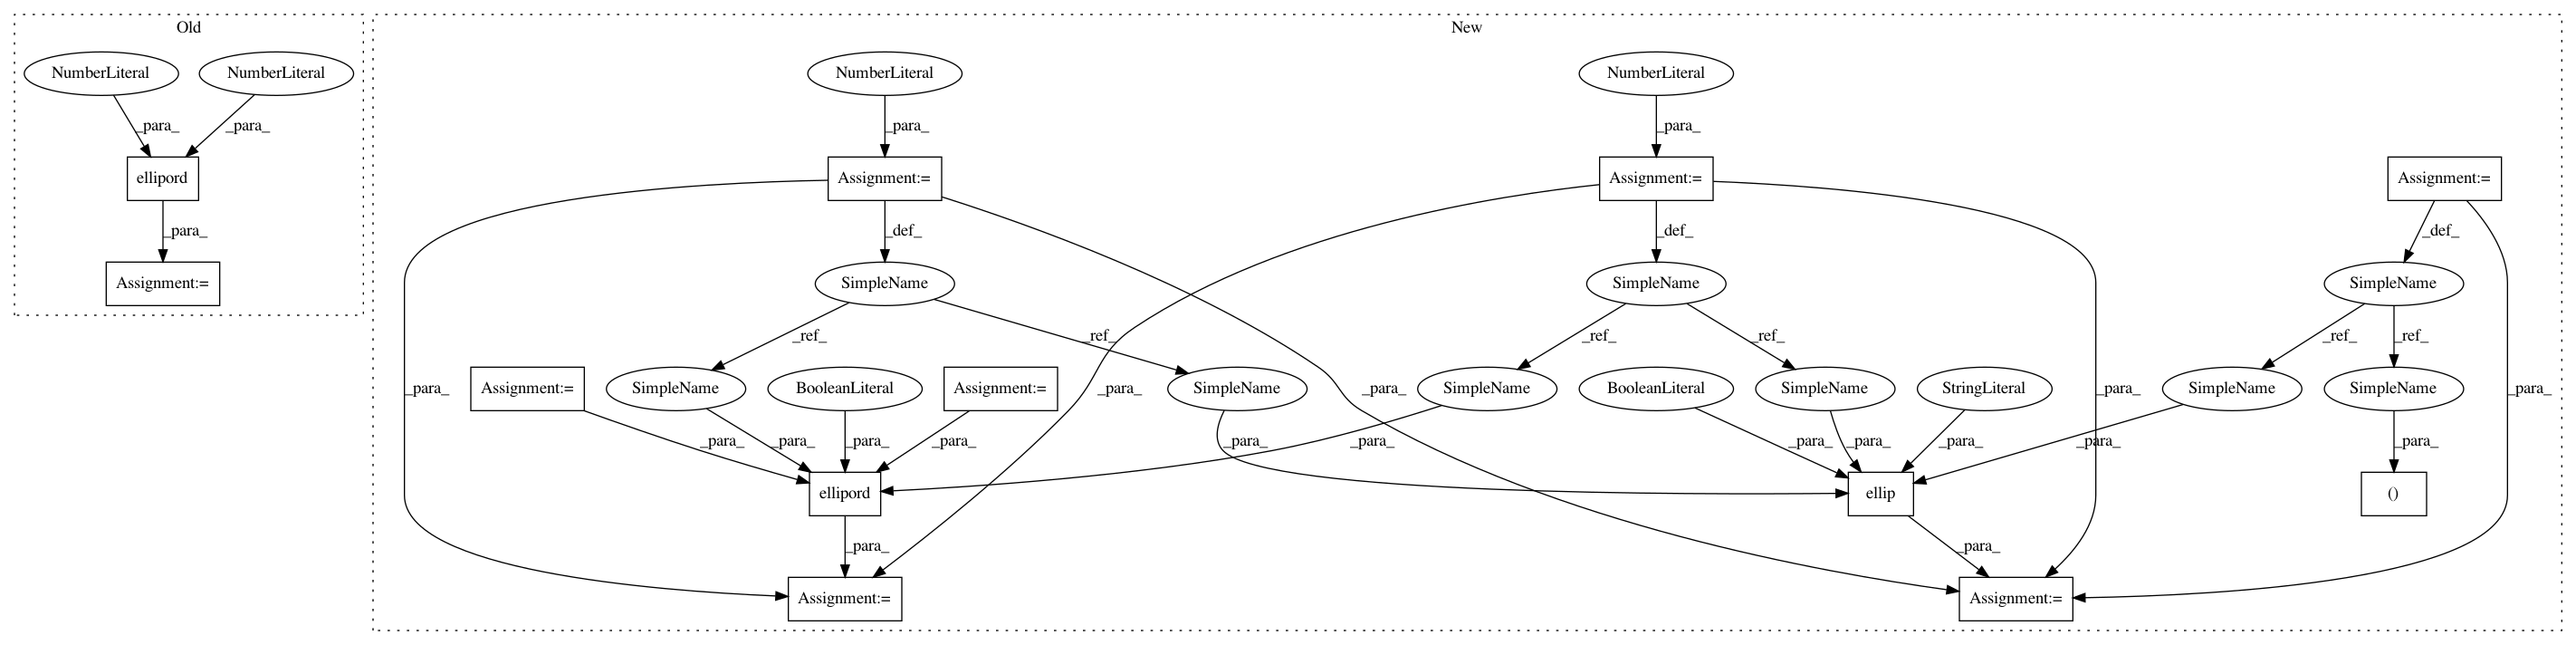 Old
New
NumberLiteral
NumberLiteral
NumberLiteral
NumberLiteral
_para_
_para_
_para_
_para_
ellipord
Assignment:=
Assignment:=
Assignment:=
_para_
_def_
_def_
_def_
Assignment:=
SimpleName
SimpleName
SimpleName
_ref_
_ref_
_ref_
_ref_
_ref_
_ref_
_para_
Assignment:=
SimpleName
BooleanLiteral
Assignment:=
SimpleName
_para_
_para_
SimpleName
BooleanLiteral
SimpleName
StringLiteral
_para_
SimpleName
SimpleName
_para_
_para_
_para_
_para_
_para_
_para_
_para_
_para_
_para_
_para_
_para_
ellipord
ellip
()
_para_
_para_
Assignment:=
Assignment:=